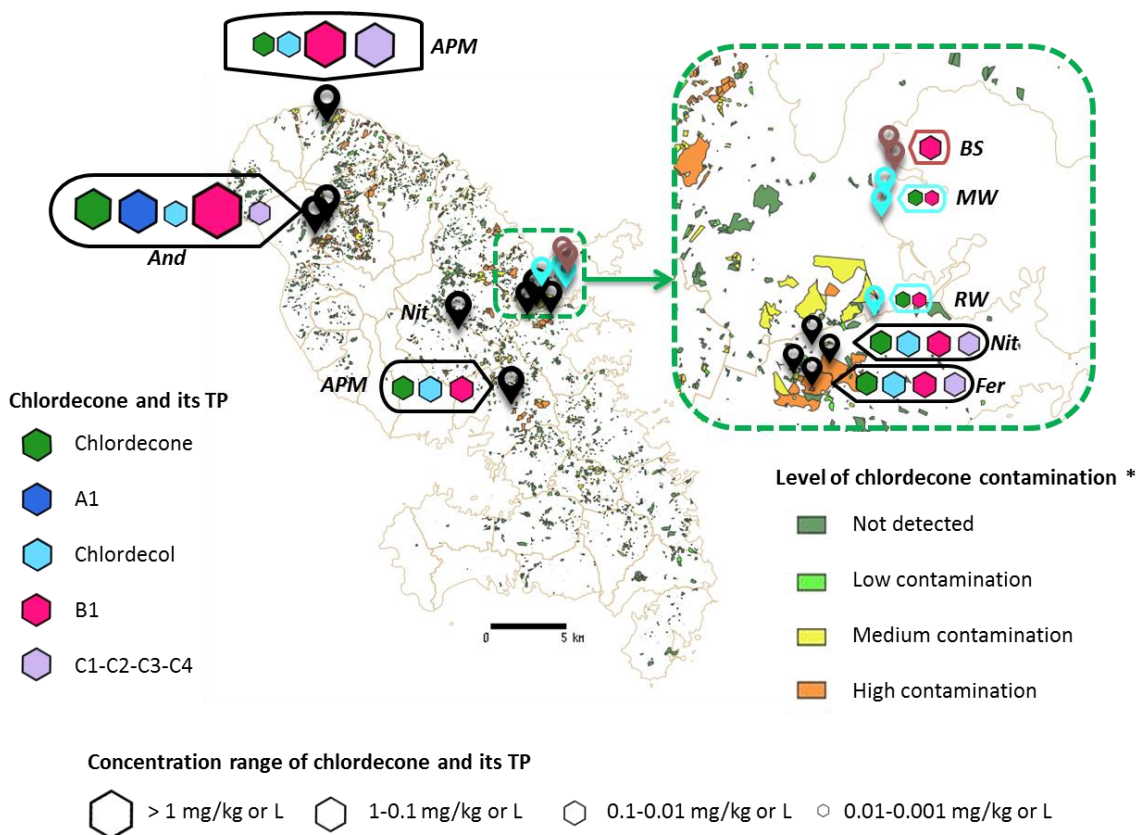 APM
And
Nit
APM
BS
MW
RW
Nit
Fer
Chlordecone and its TP
Chlordecone
A1
Chlordecol
B1
C1-C2-C3-C4
0 5 km
Level of chlordecone contamination *
Not detected
Low contamination
Medium contamination
High contamination
Concentration range of chlordecone and its TP
> 1 mg/kg or L 1-0.1 mg/kg or L 0.1-0.01 mg/kg or L 0.01-0.001 mg/kg or L